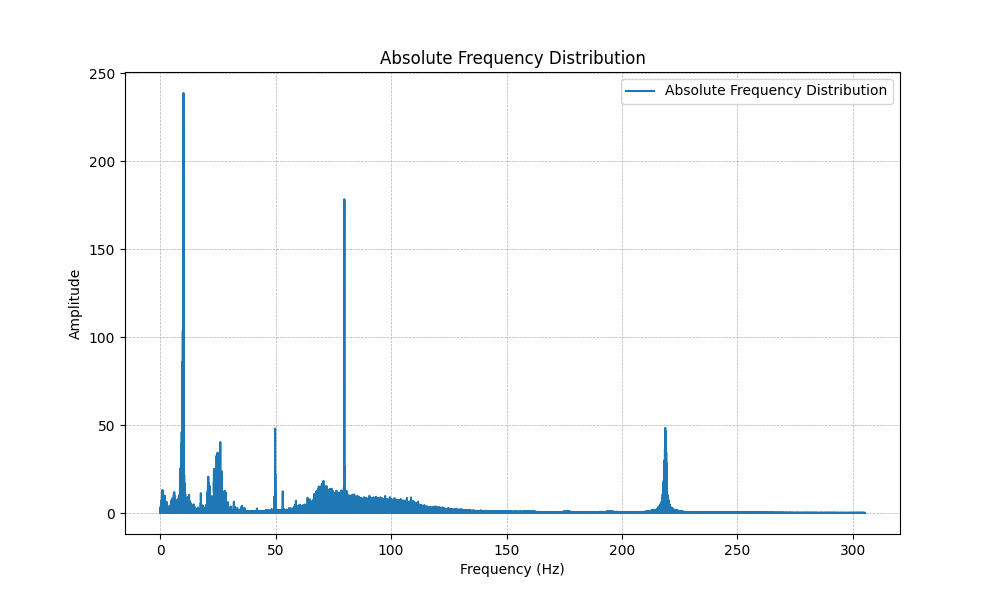 Absolute Frequency Distribution
Absolute Frequency Distribution
250
200
150
100
50
0
Amplitude
0 50 100 150 200 250 300
Frequency (Hz)